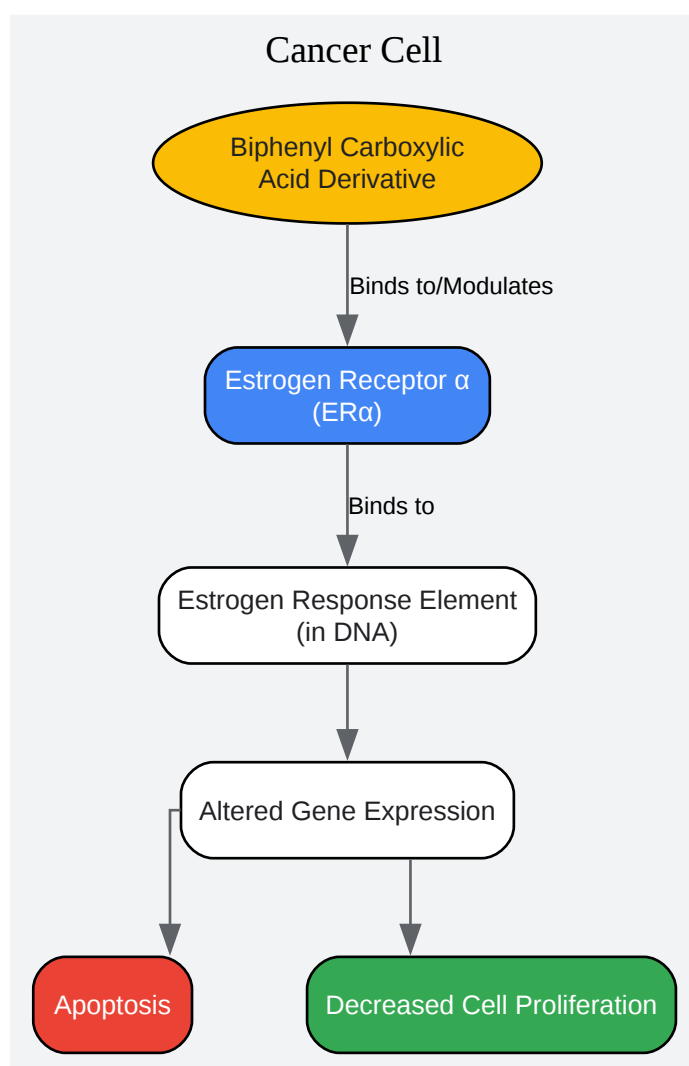 Cancer Cell
Biphenyl Carboxylic
Acid Derivative
Binds to/Modulates
Estrogen Receptor α
(ERα)
Binds to
Estrogen Response Element
(in DNA)
Altered Gene Expression
Apoptosis
Decreased Cell Proliferation